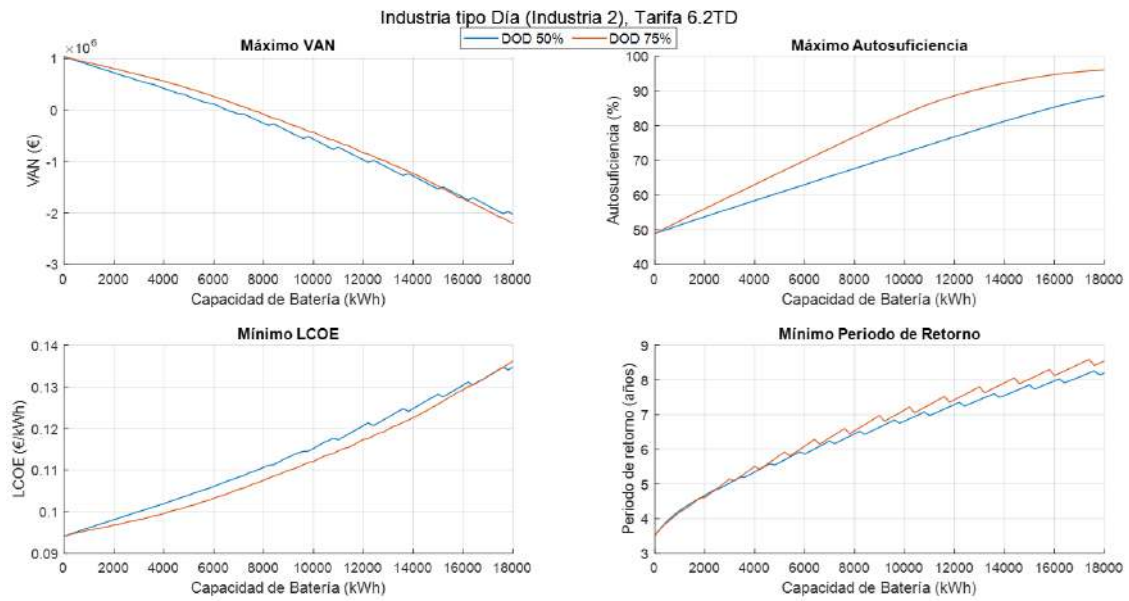 Industria tipo Día (Industria 2), Tarifa 6.2TD
DOD 50% DOD 75%
Máximo VAN
×10⁶
1
0
-1
-2
-3
VAN (€)
0 2000 4000 6000 8000 10000 12000 14000 16000 18000
Capacidad de Batería (kWh)
Máximo Autosuficiencia
100
90
80
70
60
50
40
Autosuficiencia (%)
0 2000 4000 6000 8000 10000 12000 14000 16000 18000
Capacidad de Batería (kWh)
Mínimo LCOE
0.14
0.13
0.12
0.11
0.1
0.09
LCOE (€/kWh)
0 2000 4000 6000 8000 10000 12000 14000 16000 18000
Capacidad de Batería (kWh)
Mínimo Periodo de Retorno
9
8
7
6
5
4
3
Periodo de retorno (años)
0 2000 4000 6000 8000 10000 12000 14000 16000 18000
Capacidad de Batería (kWh)